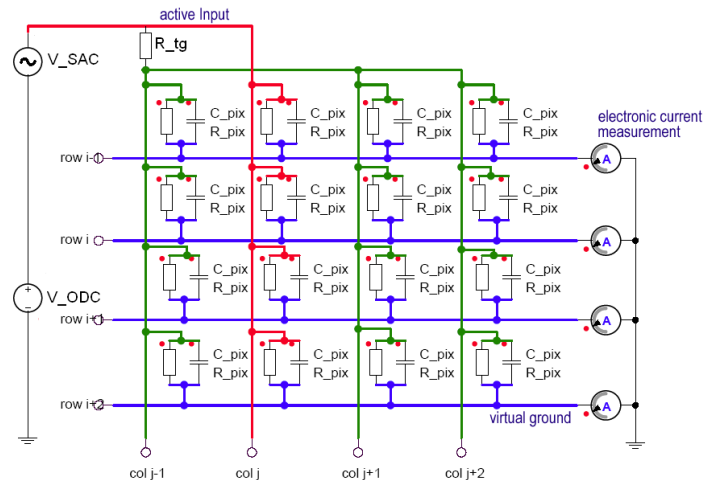 active Input
R_tg
V_SAC
C_pix C_pix C_pix C_pix
R_pix R_pix R_pix R_pix
electronic current
measurement
A
row i-1
C_pix C_pix C_pix C_pix
R_pix R_pix R_pix R_pix
row i
A
C_pix C_pix C_pix C_pix
R_pix R_pix R_pix R_pix
V_ODC
row i+1
A
C_pix C_pix C_pix C_pix
R_pix R_pix R_pix R_pix
row i+2
A
virtual ground
col j-1 col j col j+1 col j+2